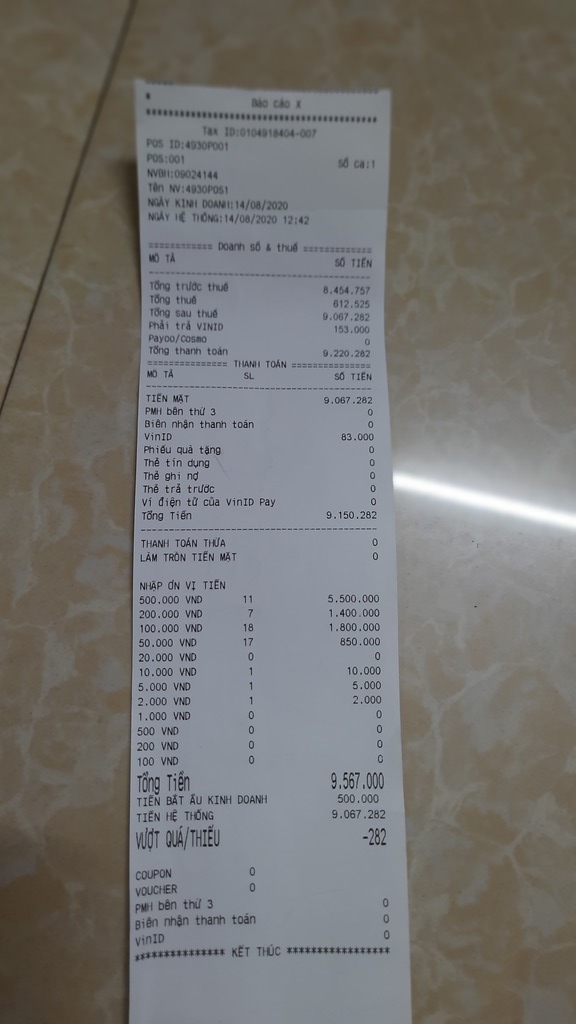 *
Báo cáo X
****************************************
Tax ID:0104918404-007
POS ID:4930P001
POS:001 Số ca:1
NVBH:09024144
Tên NV:4930POS1
NGÀY KINH DOANH:14/08/2020
NGÀY HỆ THỐNG:14/08/2020 12:42
============ Doanh số & thuế =============
MÔ TẢ SỐ TIỀN
------------------------------------------
Tổng trước thuế 8.454.757
Tổng thuế 612.525
Tổng sau thuế 9.067.282
Phải trả VINID 153.000
Payoo/Cosmo 0
Tổng thanh toán 9.220.282
=============== THANH TOÁN ===============
MÔ TẢ SL SỐ TIỀN
------------------------------------------
TIỀN MẶT 9.067.282
PMH bên thứ 3 0
Biên nhận thanh toán 0
VinID 83.000
Phiếu quà tặng 0
Thẻ tín dụng 0
Thẻ ghi nợ 0
Thẻ trả trước 0
Ví điện tử của VinID Pay 0
Tổng Tiền 9.150.282
------------------------------------------
THANH TOÁN THỪA 0
LÀM TRÒN TIỀN MẶT 0
NHẬP ƠN VỊ TIỀN
500.000 VND 11 5.500.000
200.000 VND 7 1.400.000
100.000 VND 18 1.800.000
50.000 VND 17 850.000
20.000 VND 0 0
10.000 VND 1 10.000
5.000 VND 1 5.000
2.000 VND 1 2.000
1.000 VND 0 0
500 VND 0 0
200 VND 0 0
100 VND 0 0
Tổng Tiền 9.567.000
TIỀN BẮT ẦU KINH DOANH 500.000
TIỀN HỆ THỐNG 9.067.282
VƯỢT QUÁ/THIẾU -282
COUPON 0
VOUCHER 0
PMH bên thứ 3 0
Biên nhận thanh toán 0
VinID 0
*************** KẾT THÚC *****************